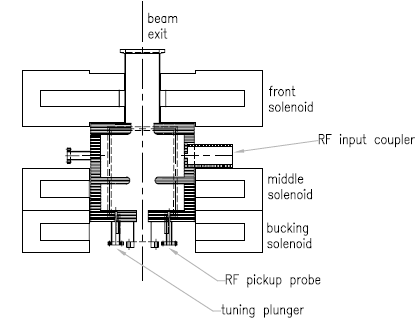 beam
exit
front
solenoid
RF input coupler
middle
solenoid
bucking
solenoid
RF pickup probe
tuning plunger